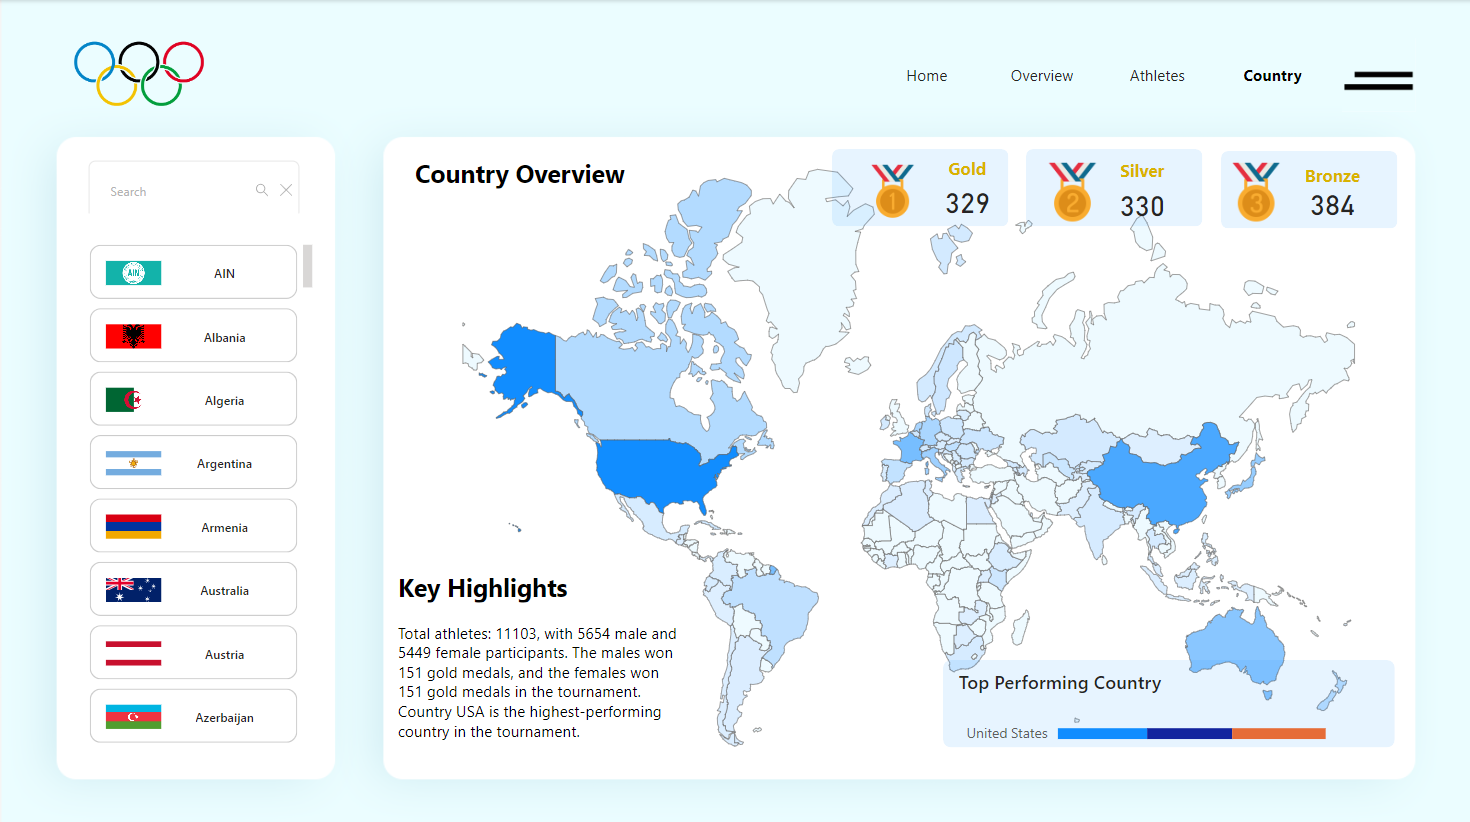 Home
Overview
Athletes
Country
Search
AIN
AIN
Albania
Algeria
Argentina
Armenia
Australia
Austria
Azerbaijan
Country Overview
1
Gold
329
2
Silver
330
3
Bronze
384
Key Highlights
Total athletes: 11103, with 5654 male and
5449 female participants. The males won
151 gold medals, and the females won
151 gold medals in the tournament.
Country USA is the highest-performing
country in the tournament.
Top Performing Country
United States